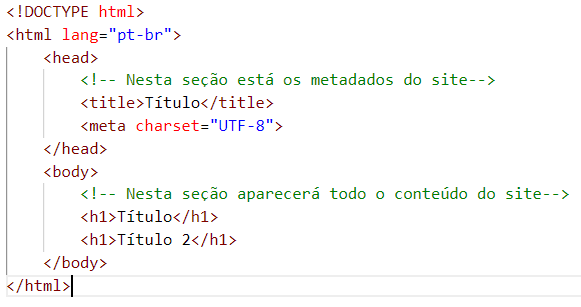 <!DOCTYPE html>
<html lang="pt-br">
<head>
<!-- Nesta seção está os metadados do site-->
<title>Título</title>
<meta charset="UTF-8">
</head>
<body>
<!-- Nesta seção aparecerá todo o conteúdo do site-->
<h1>Título</h1>
<h1>Título 2</h1>
</body>
</html>